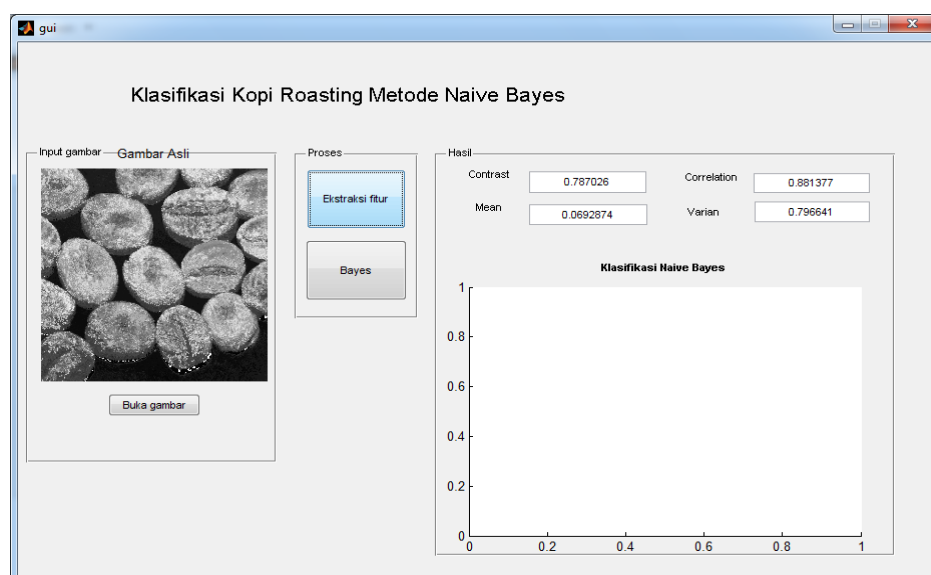 gui
Klasifikasi Kopi Roasting Metode Naive Bayes
Input gambar
Gambar Asli
Buka gambar
Proses
Ekstraksi fitur
Bayes
Hasil
Contrast 0.787026 Correlation 0.881377
Mean 0.0692874 Varian 0.796641
Klasifikasi Naive Bayes
1
0.8
0.6
0.4
0.2
0
0 0.2 0.4 0.6 0.8 1